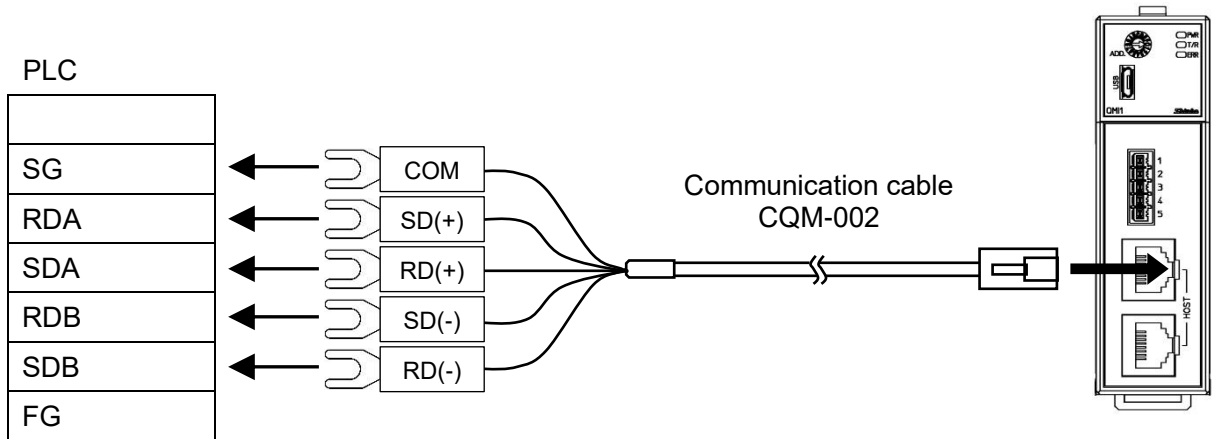 PLC
SG
RDA
SDA
RDB
SDB
FG
COM
SD(+)
RD(+)
SD(-)
RD(-)
Communication cable
CQM-002
ADD.
PWR
T/R
ERR
USB
QMI1
Shinko
1
2
3
4
5
HOST